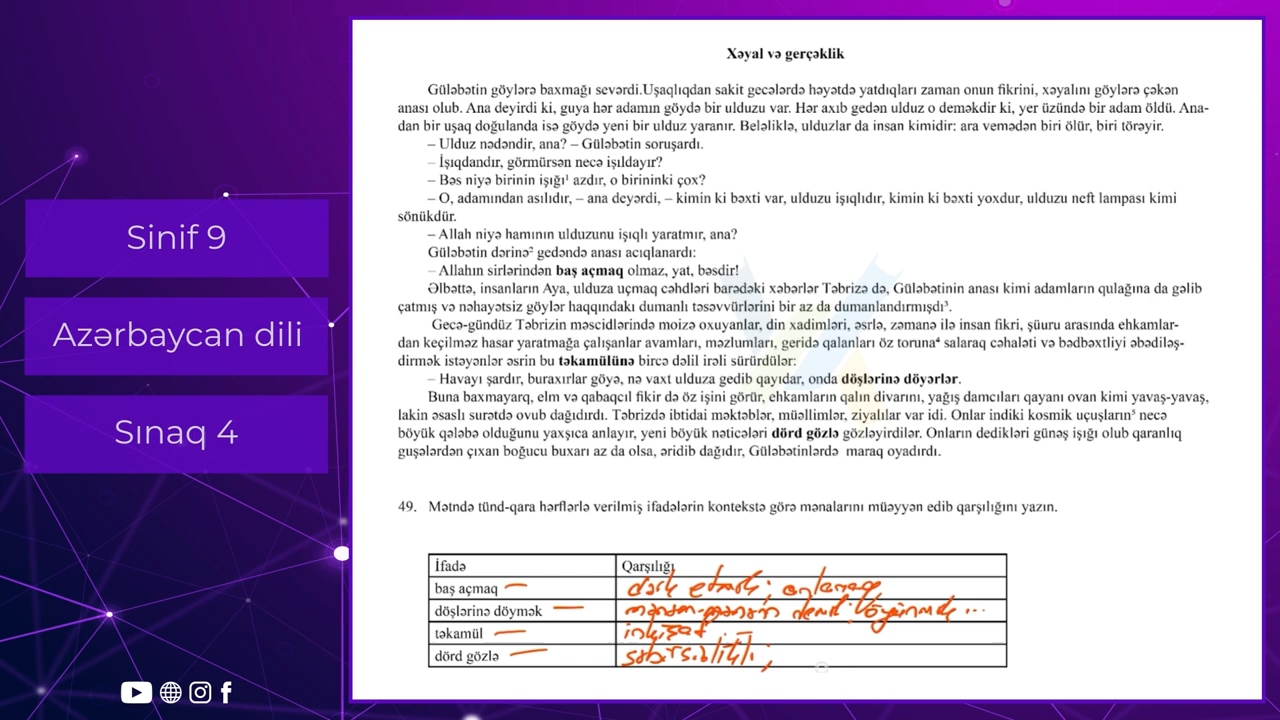 Sinif 9
Azərbaycan dili
Sınaq 4
Xəyal və gerçəklik
Güləbətin göylərə baxmağı sevərdi.Uşaqlıqdan sakit gecələrdə həyətdə yatdıqları zaman onun fikrini, xəyalını göylərə çəkən
anası olub. Ana deyirdi ki, guya hər adamın göydə bir ulduzu var. Hər axıb gedən ulduz o deməkdir ki, yer üzündə bir adam öldü. Ana-
dan bir uşaq doğulanda isə göydə yeni bir ulduz yaranır. Beləliklə, ulduzlar da insan kimidir: ara vemədən biri ölür, biri törəyir.
– Ulduz nədəndir, ana? – Güləbətin soruşardı.
– İşıqdandır, görmürsən necə işıldayır?
– Bəs niyə birinin işığı¹ azdır, o birininki çox?
– O, adamından asılıdır, – ana deyərdi, – kimin ki bəxti var, ulduzu işıqlıdır, kimin ki bəxti yoxdur, ulduzu neft lampası kimi
sönükdür.
– Allah niyə hamının ulduzunu işıqlı yaratmır, ana?
Güləbətin dərinə² gedəndə anası acıqlanardı:
– Allahın sirlərindən baş açmaq olmaz, yat, bəsdir!
Əlbəttə, insanların Aya, ulduza uçmaq cəhdləri barədəki xəbərlər Təbrizə də, Güləbətinin anası kimi adamların qulağına da gəlib
çatmış və nəhayətsiz göylər haqqındakı dumanlı təsəvvürlərini bir az da dumanlandırmışdı³.
Gecə-gündüz Təbrizin məscidlərində moizə oxuyanlar, din xadimləri, əsrlə, zəmanə ilə insan fikri, şüuru arasında ehkamlar-
dan keçilməz hasar yaratmağa çalışanlar avamları, məzlumları, geridə qalanları öz toruna⁴ salaraq cəhaləti və bədbəxtliyi əbədiləş-
dirmək istəyənlər əsrin bu təkamülünə bircə dəlil irəli sürürdülər:
– Havayı şardır, buraxırlar göyə, nə vaxt ulduza gedib qayıdar, onda döşlərinə döyərlər.
Buna baxmayarq, elm və qabaqcıl fikir də öz işini görür, ehkamların qalın divarını, yağış damcıları qayanı ovan kimi yavaş-yavaş,
lakin əsaslı surətdə ovub dağıdırdı. Təbrizdə ibtidai məktəblər, müəllimlər, ziyalılar var idi. Onlar indiki kosmik uçuşların⁵ necə
böyük qələbə olduğunu yaxşıca anlayır, yeni böyük nəticələri dörd gözlə gözləyirdilər. Onların dedikləri günəş işığı olub qaranlıq
guşələrdən çıxan boğucu buxarı az da olsa, əridib dağıdır, Güləbətinlərdə maraq oyadırdı.
49. Mətndə tünd-qara hərflərlə verilmiş ifadələrin kontekstə görə mənalarını müəyyən edib qarşılığını yazın.
İfadə Qarşılığı
baş açmaq – dərk etmək; anlamaq
döşlərinə döymək – mənəm-mənəm demək; öyünmək ...
təkamül – inkişaf
dörd gözlə – səbirsizliklə;